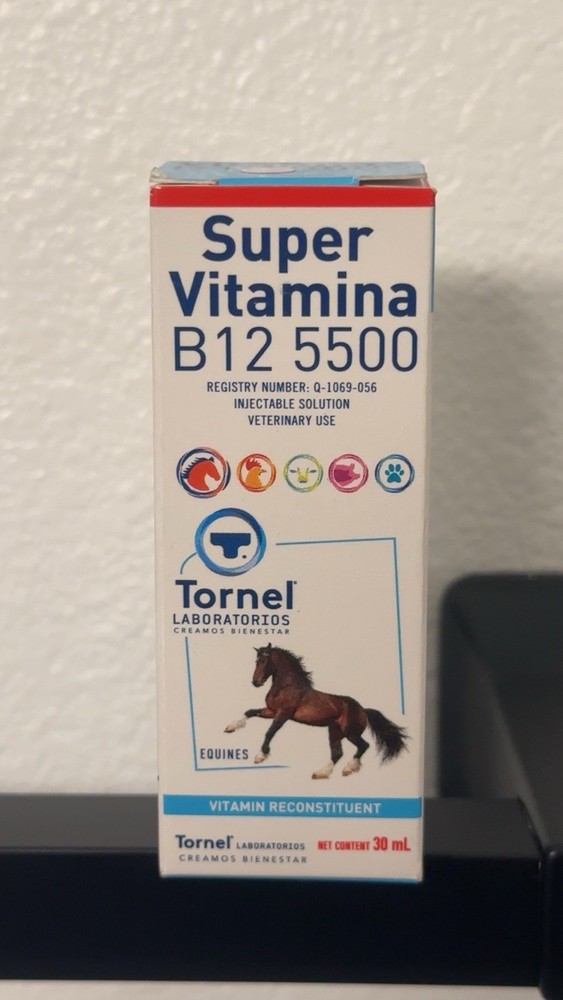 Super
Vitamina
B12 5500
REGISTRY NUMBER: Q-1069-056
INJECTABLE SOLUTION
VETERINARY USE
Tornel
LABORATORIOS
CREAMOS BIENESTAR
EQUINES
VITAMIN RECONSTITUENT
Tornel LABORATORIOS NET CONTENT 30 mL
CREAMOS BIENESTAR